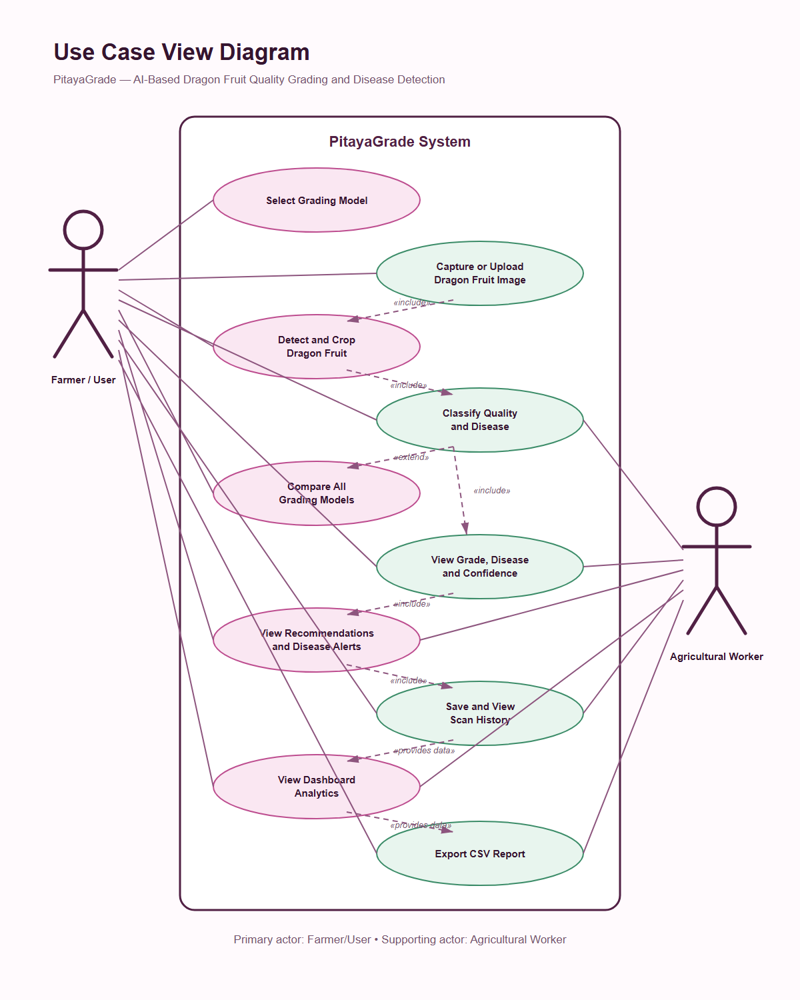 Use Case View Diagram
PitayaGrade — AI-Based Dragon Fruit Quality Grading and Disease Detection
PitayaGrade System
Select Grading Model
Capture or Upload
Dragon Fruit Image
«include»
Detect and Crop
Dragon Fruit
Farmer / User
«include»
Classify Quality
and Disease
«extend»
Compare All
Grading Models
«include»
View Grade, Disease
and Confidence
«include»
View Recommendations
and Disease Alerts
Agricultural Worker
«include»
Save and View
Scan History
«provides data»
View Dashboard
Analytics
«provides data»
Export CSV Report
Primary actor: Farmer/User • Supporting actor: Agricultural Worker